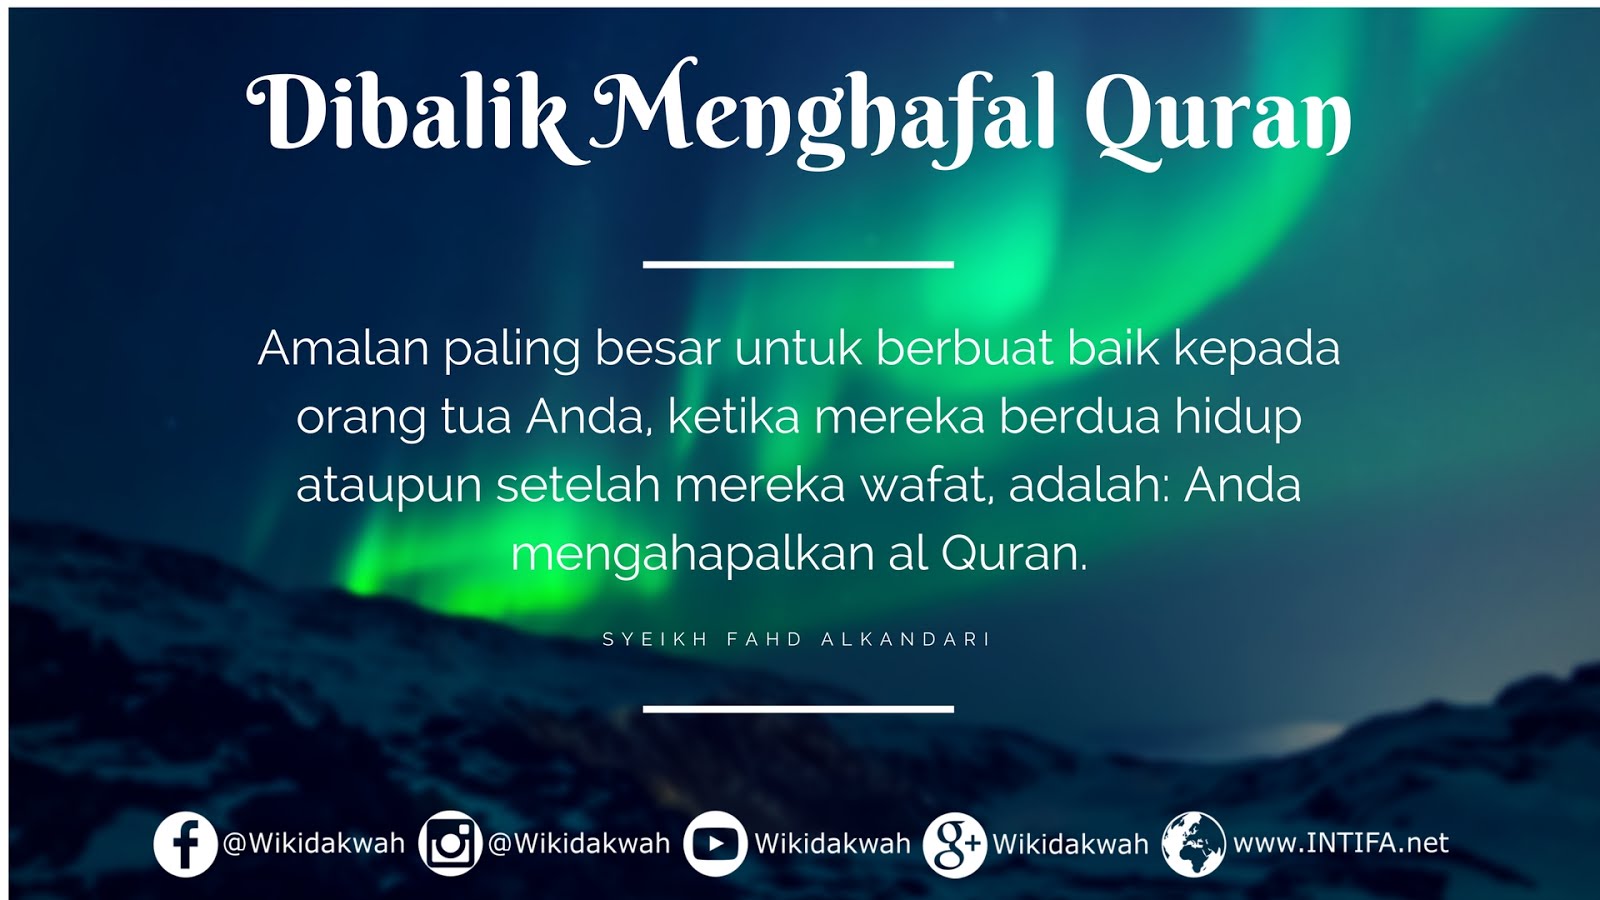 Dibalik Menghafal Quran
Amalan paling besar untuk berbuat baik kepada
orang tua Anda, ketika mereka berdua hidup
ataupun setelah mereka wafat, adalah: Anda
mengahapalkan al Quran.
SYEIKH FAHD ALKANDARI
@Wikidakwah @Wikidakwah Wikidakwah g+ Wikidakwah www.INTIFA.net